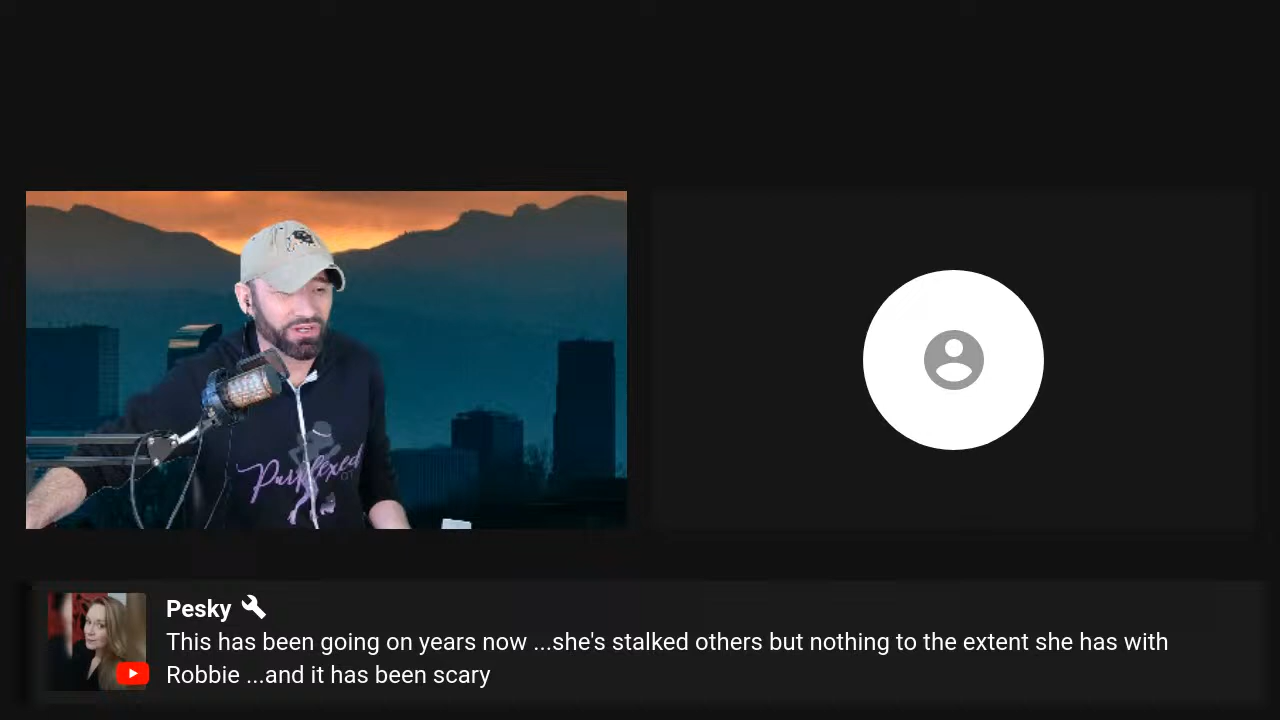 Purrlexed
Pesky
This has been going on years now ...she's stalked others but nothing to the extent she has with
Robbie ...and it has been scary